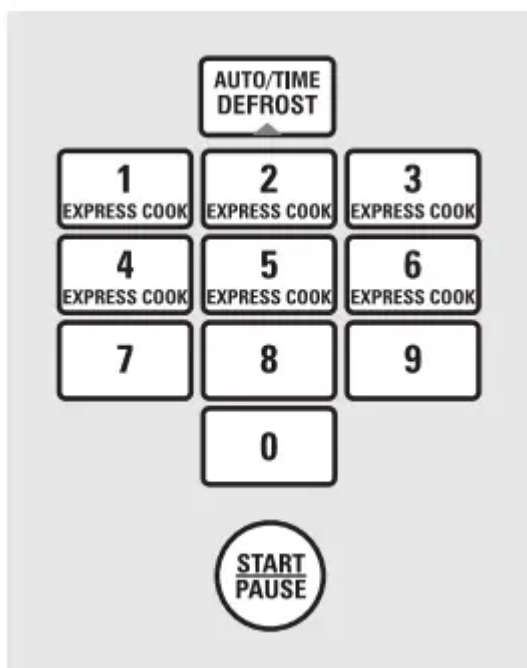 AUTO/TIME
DEFROST
1
EXPRESS COOK
2
EXPRESS COOK
3
EXPRESS COOK
4
EXPRESS COOK
5
EXPRESS COOK
6
EXPRESS COOK
7
8
9
0
START
PAUSE